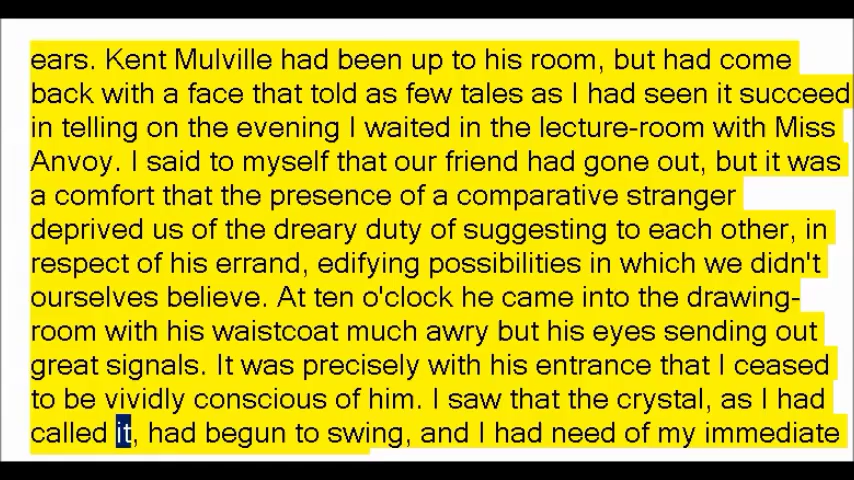 ears. Kent Mulville had been up to his room, but had come
back with a face that told as few tales as I had seen it succeed
in telling on the evening I waited in the lecture-room with Miss
Anvoy. I said to myself that our friend had gone out, but it was
a comfort that the presence of a comparative stranger
deprived us of the dreary duty of suggesting to each other, in
respect of his errand, edifying possibilities in which we didn't
ourselves believe. At ten o'clock he came into the drawing-
room with his waistcoat much awry but his eyes sending out
great signals. It was precisely with his entrance that I ceased
to be vividly conscious of him. I saw that the crystal, as I had
called it, had begun to swing, and I had need of my immediate